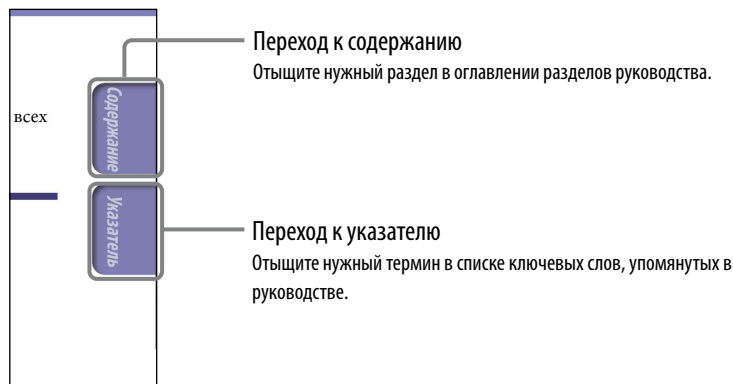 Переход к содержанию
Отыщите нужный раздел в оглавлении разделов руководства.
всех
Содержание
Указатель
Переход к указателю
Отыщите нужный термин в списке ключевых слов, упомянутых в
руководстве.